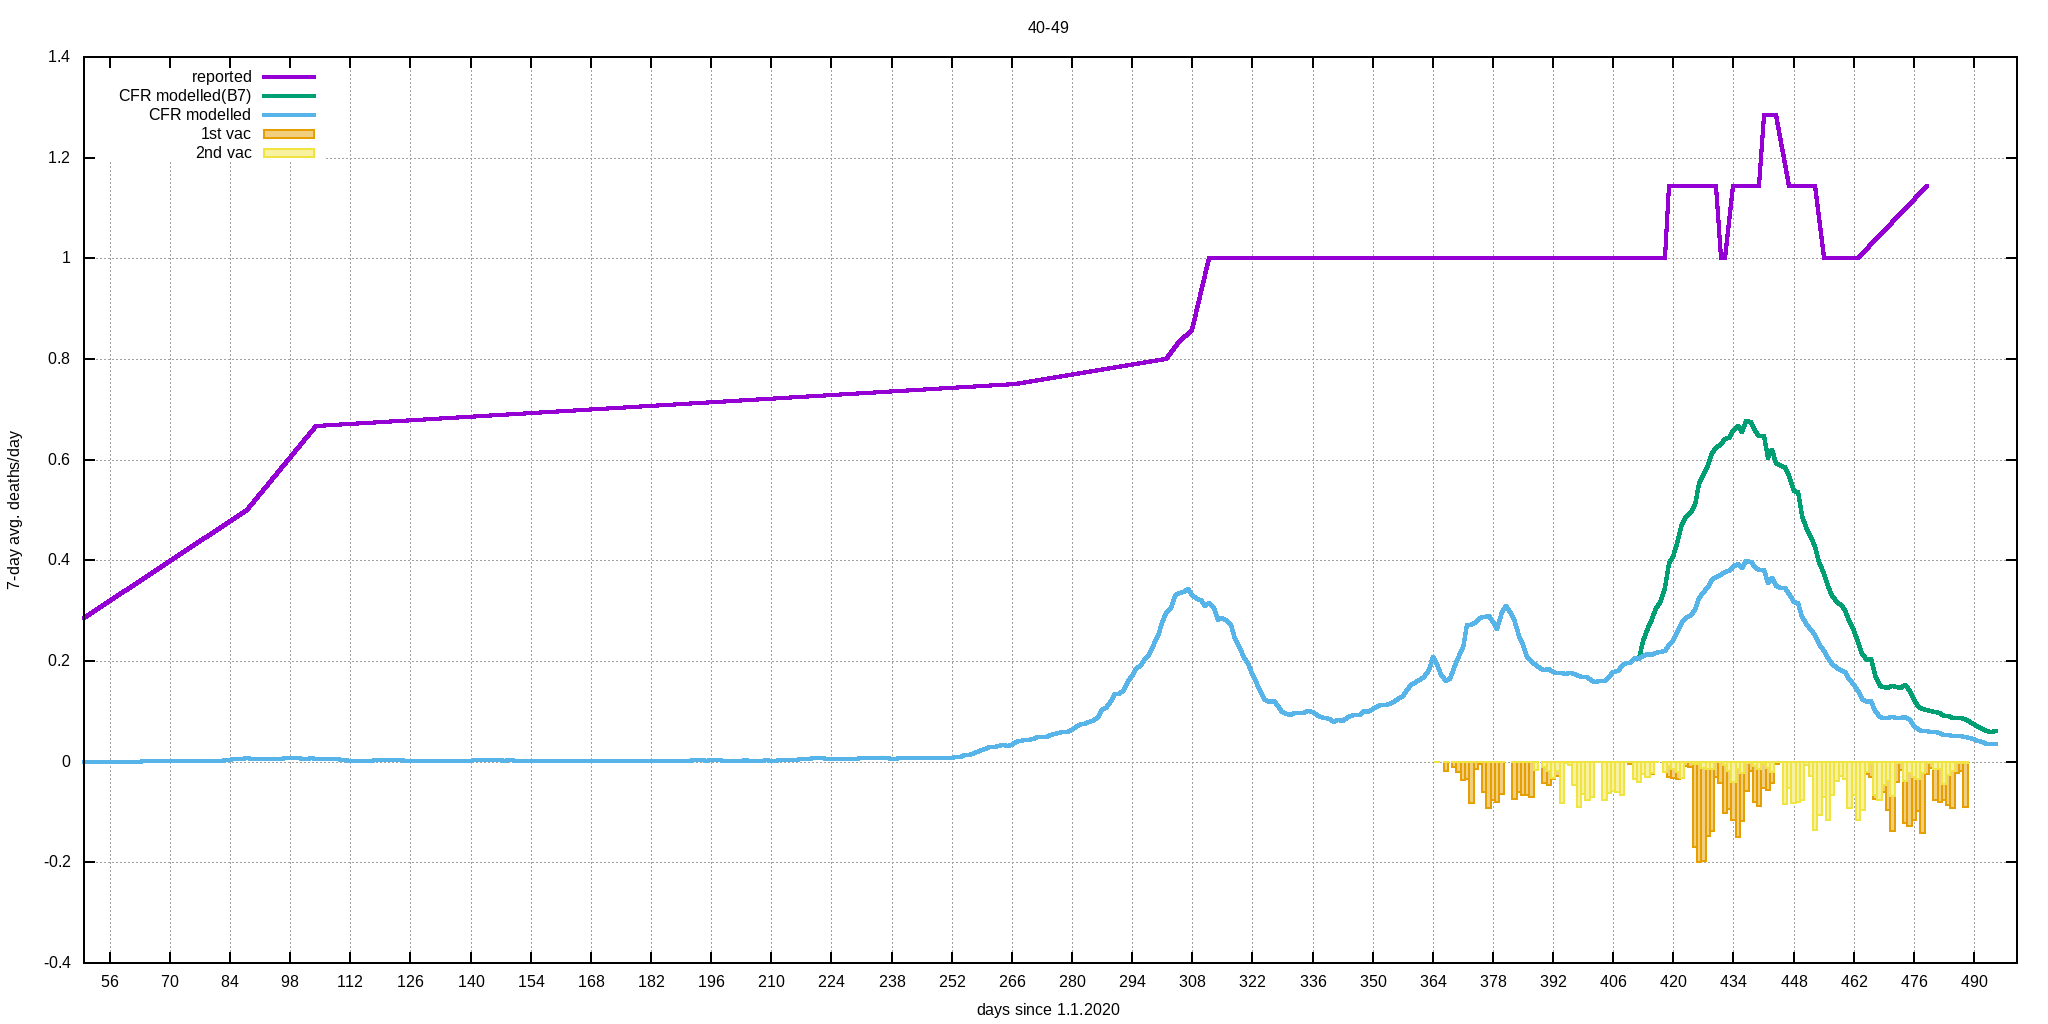 40-49
1.4
1.2
1
0.8
0.6
0.4
0.2
0
-0.2
-0.4
7-day avg. deaths/day
reported
CFR modelled(B7)
CFR modelled
1st vac
2nd vac
56 70 84 98 112 126 140 154 168 182 196 210 224 238 252 266 280 294 308 322 336 350 364 378 392 406 420 434 448 462 476 490
days since 1.1.2020